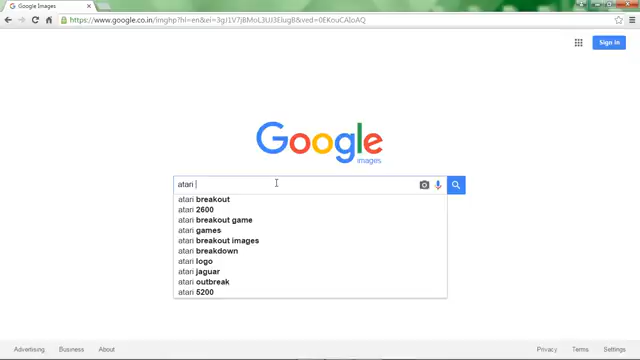 Google Images
https://www.google.co.in/imghp?hl=en&ei=3gJ1V7jBMoL3UJ3EiugB&ved=0EKouCAIoAQ
Sign in
Google
images
atari
atari breakout
atari 2600
atari breakout game
atari games
atari breakout images
atari breakdown
atari logo
atari jaguar
atari outbreak
atari 5200
Advertising Business About Privacy Terms Settings